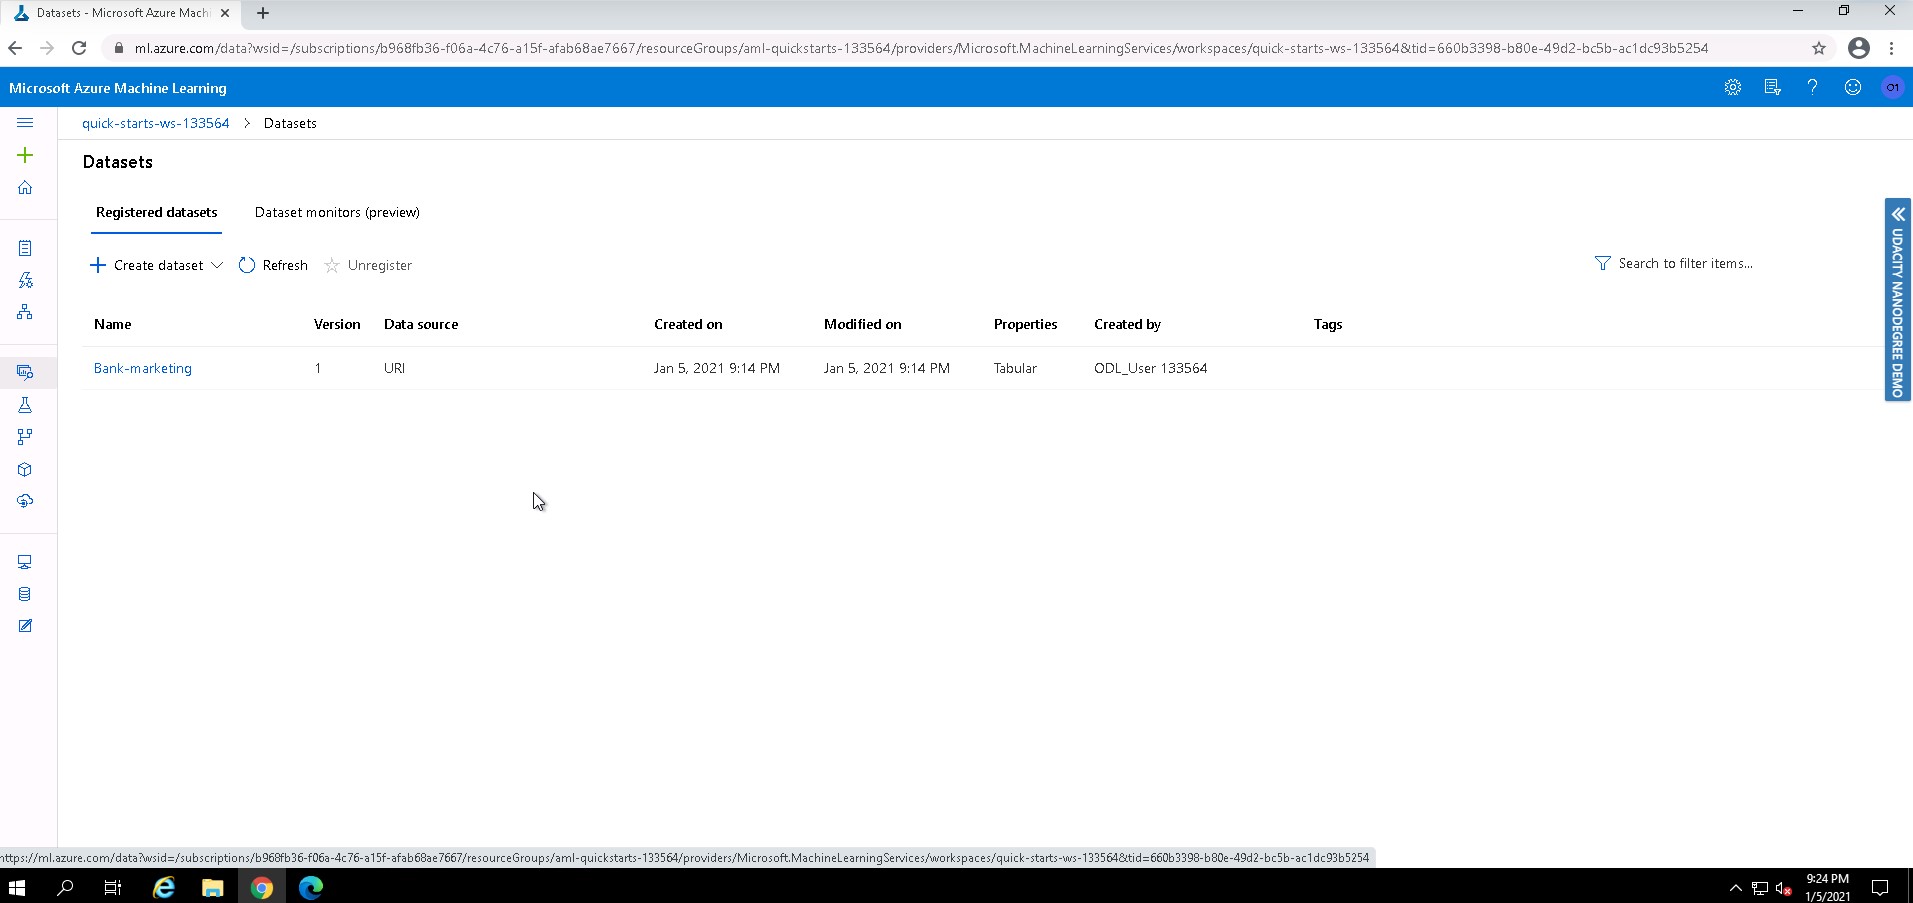 Datasets - Microsoft Azure Machi
ml.azure.com/data?wsid=/subscriptions/b968fb36-f06a-4c76-a15f-afab68ae7667/resourceGroups/aml-quickstarts-133564/providers/Microsoft.MachineLearningServices/workspaces/quick-starts-ws-133564&tid=660b3398-b80e-49d2-bc5b-ac1dc93b5254
Microsoft Azure Machine Learning
O1
quick-starts-ws-133564 > Datasets
Datasets
Registered datasets Dataset monitors (preview)
Create dataset Refresh Unregister Search to filter items...
Name Version Data source Created on Modified on Properties Created by Tags
Bank-marketing 1 URI Jan 5, 2021 9:14 PM Jan 5, 2021 9:14 PM Tabular ODL_User 133564
UDACITY NANODEGREE DEMO
https://ml.azure.com/data?wsid=/subscriptions/b968fb36-f06a-4c76-a15f-afab68ae7667/resourceGroups/aml-quickstarts-133564/providers/Microsoft.MachineLearningServices/workspaces/quick-starts-ws-133564&tid=660b3398-b80e-49d2-bc5b-ac1dc93b5254
9:24 PM
1/5/2021